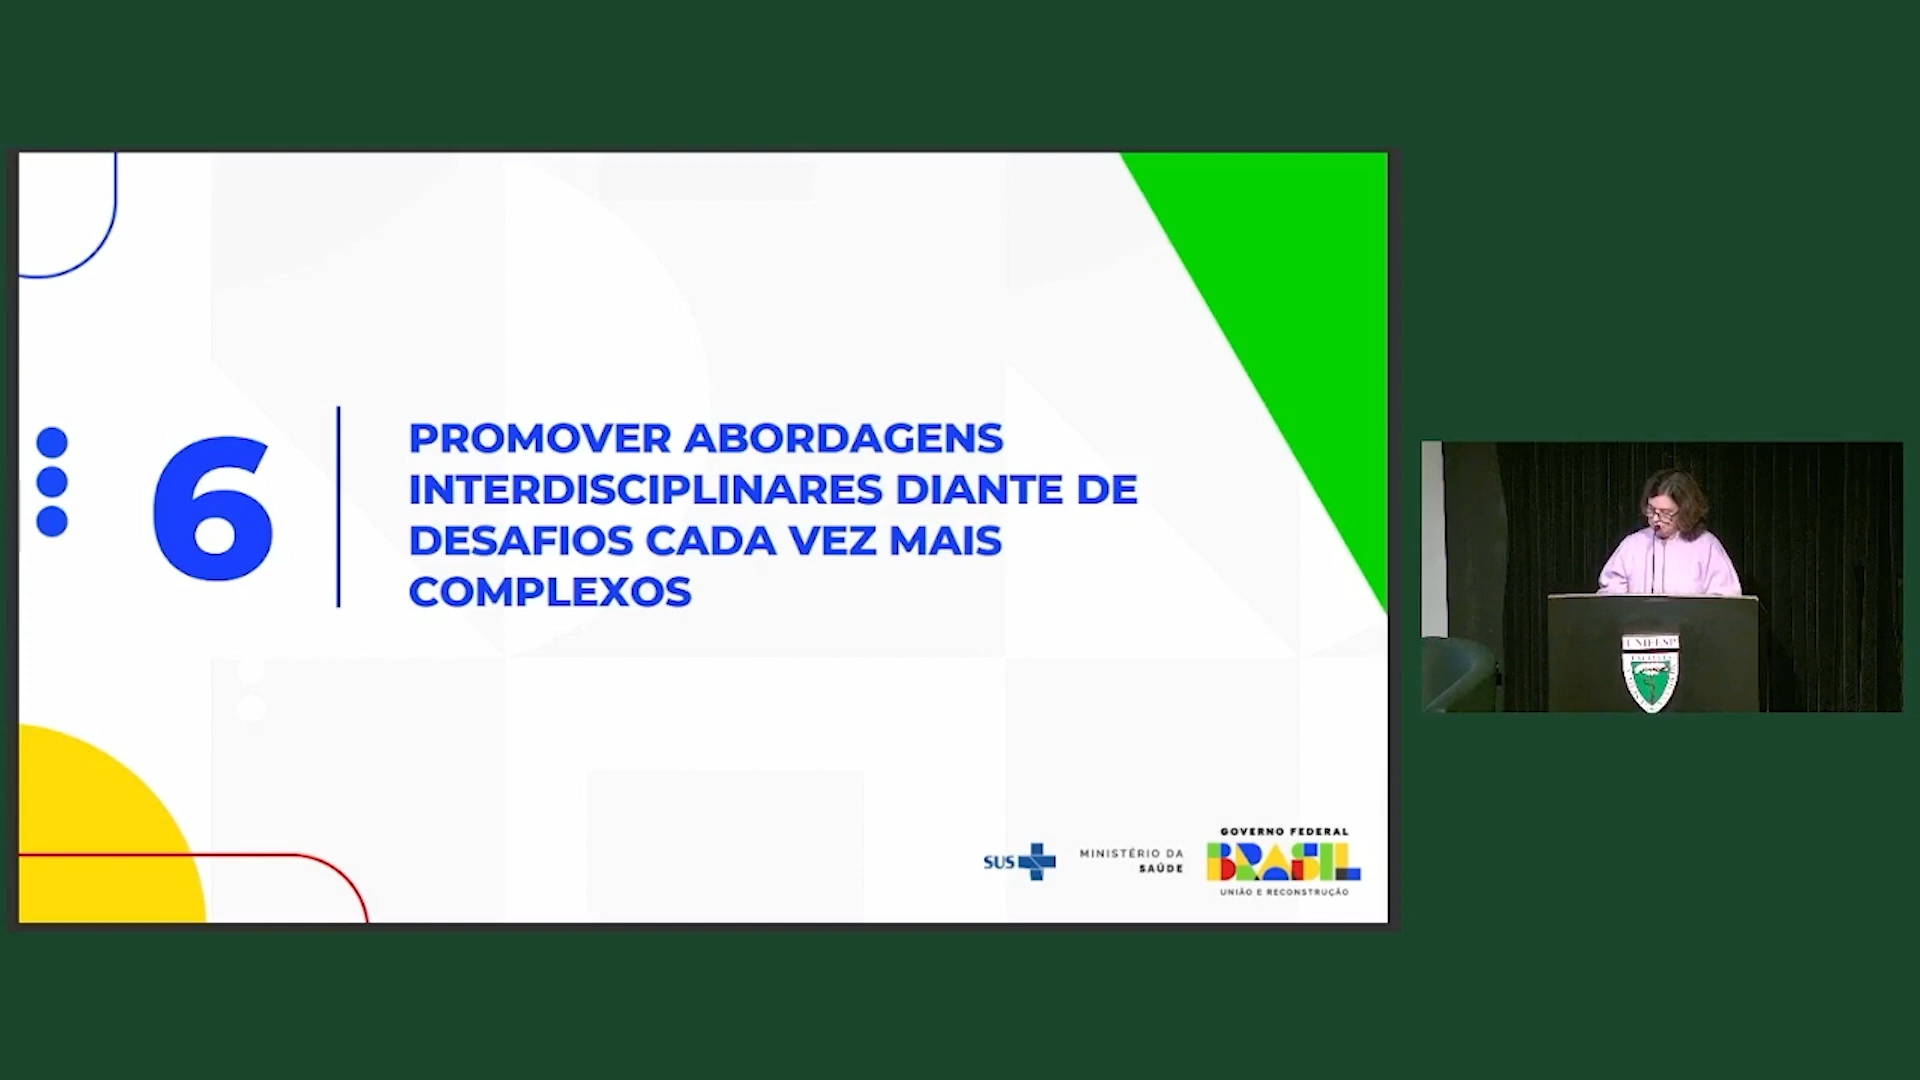 6
PROMOVER ABORDAGENS
INTERDISCIPLINARES DIANTE DE
DESAFIOS CADA VEZ MAIS
COMPLEXOS
SUS
MINISTÉRIO DA
SAÚDE
GOVERNO FEDERAL
BRASIL
UNIÃO E RECONSTRUÇÃO
UNIFESP